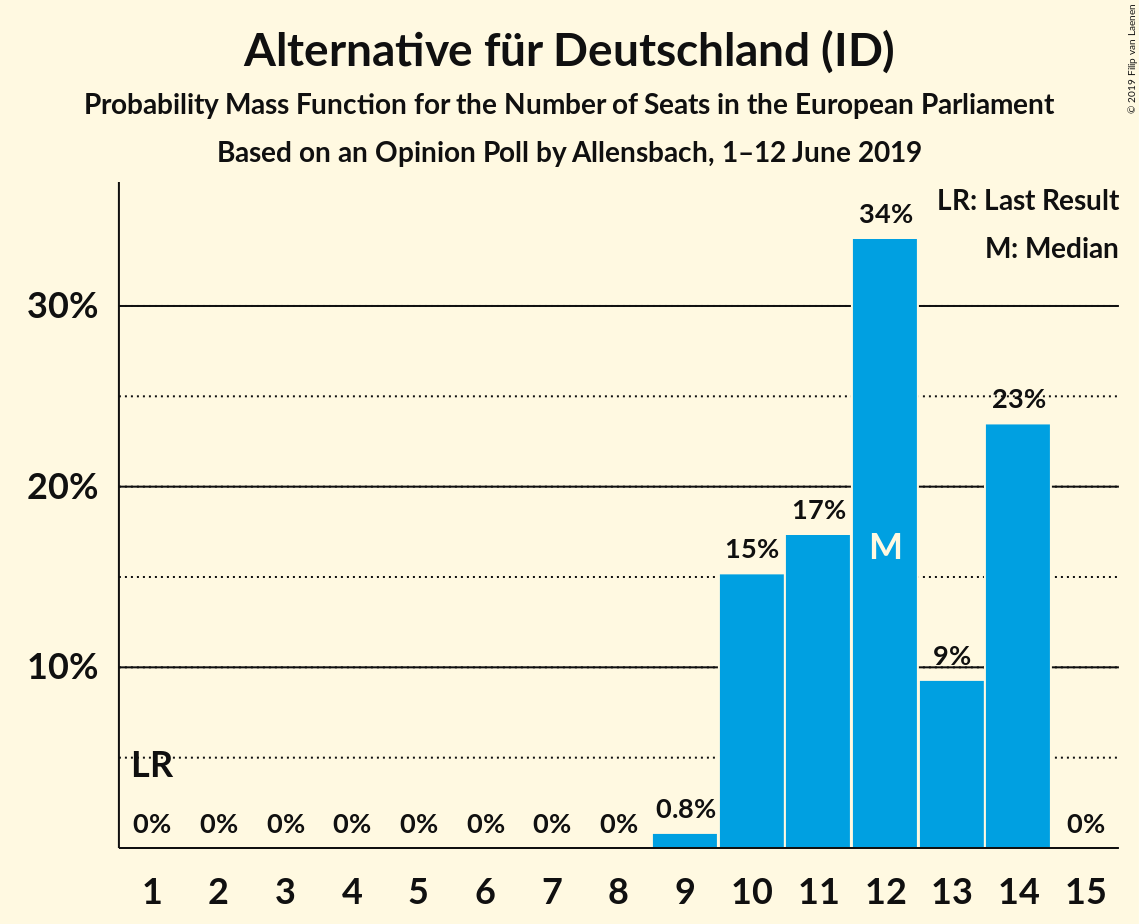 Alternative für Deutschland (ID)
Probability Mass Function for the Number of Seats in the European Parliament
Based on an Opinion Poll by Allensbach, 1–12 June 2019
© 2019 Filip van Laenen
LR: Last Result
M: Median
34%
30%
23%
20%
17%
15%
M
10%
9%
LR
0.8%
0% 0% 0% 0% 0% 0% 0% 0% 0%
1 2 3 4 5 6 7 8 9 10 11 12 13 14 15